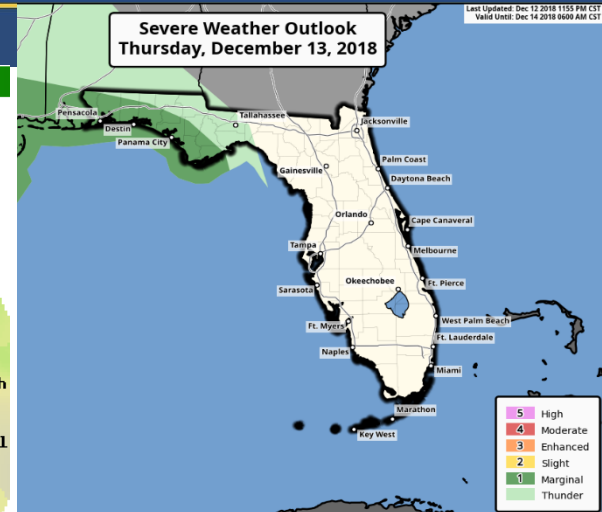 Last Updated: Dec 12 2018 1155 PM CST
Valid Until: Dec 14 2018 0600 AM CST
Severe Weather Outlook
Thursday, December 13, 2018
Pensacola
Destin
Panama City
Tallahassee
Jacksonville
Gainesville
Palm Coast
Daytona Beach
Orlando
Cape Canaveral
Tampa
Melbourne
Okeechobee
Ft. Pierce
Sarasota
Ft. Myers
West Palm Beach
Ft. Lauderdale
Naples
Miami
Marathon
Key West
5 High
4 Moderate
3 Enhanced
2 Slight
1 Marginal
Thunder